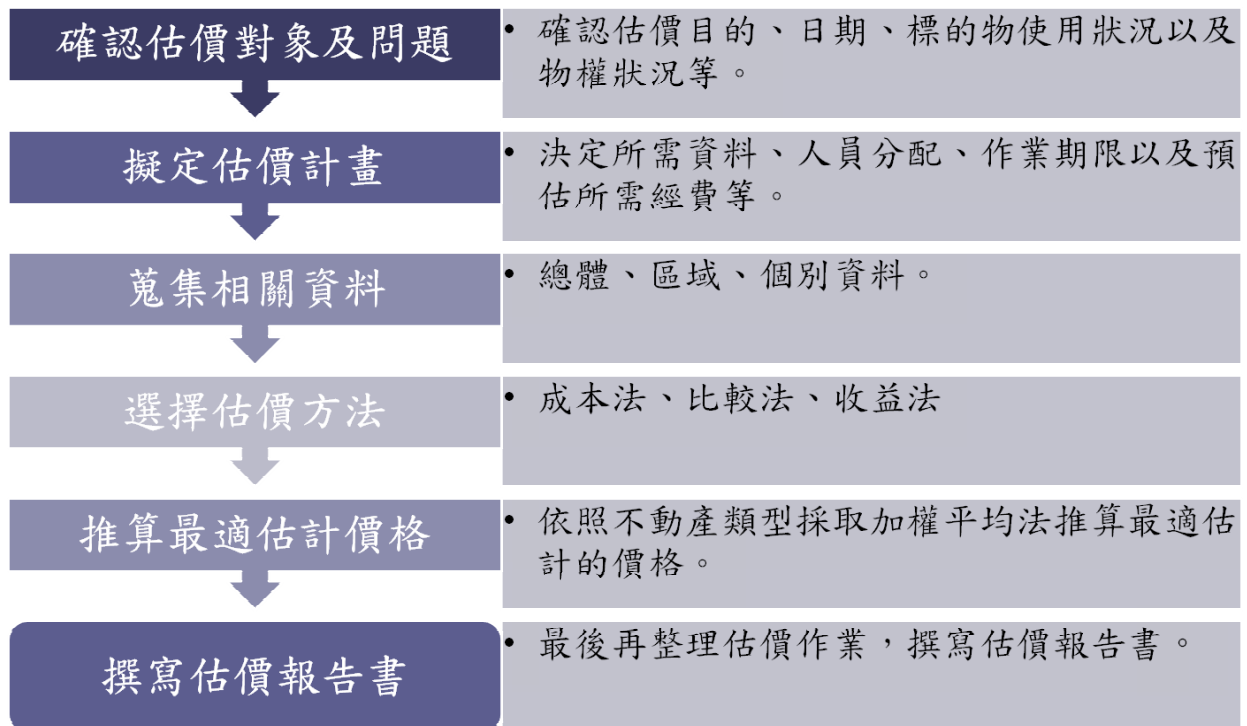 確認估價對象及問題
• 確認估價目的、日期、標的物使用狀況以及
物權狀況等。
擬定估價計畫
• 決定所需資料、人員分配、作業期限以及預
估所需經費等。
蒐集相關資料
• 總體、區域、個別資料。
選擇估價方法
• 成本法、比較法、收益法
推算最適估計價格
• 依照不動產類型採取加權平均法推算最適估
計的價格。
撰寫估價報告書
• 最後再整理估價作業，撰寫估價報告書。